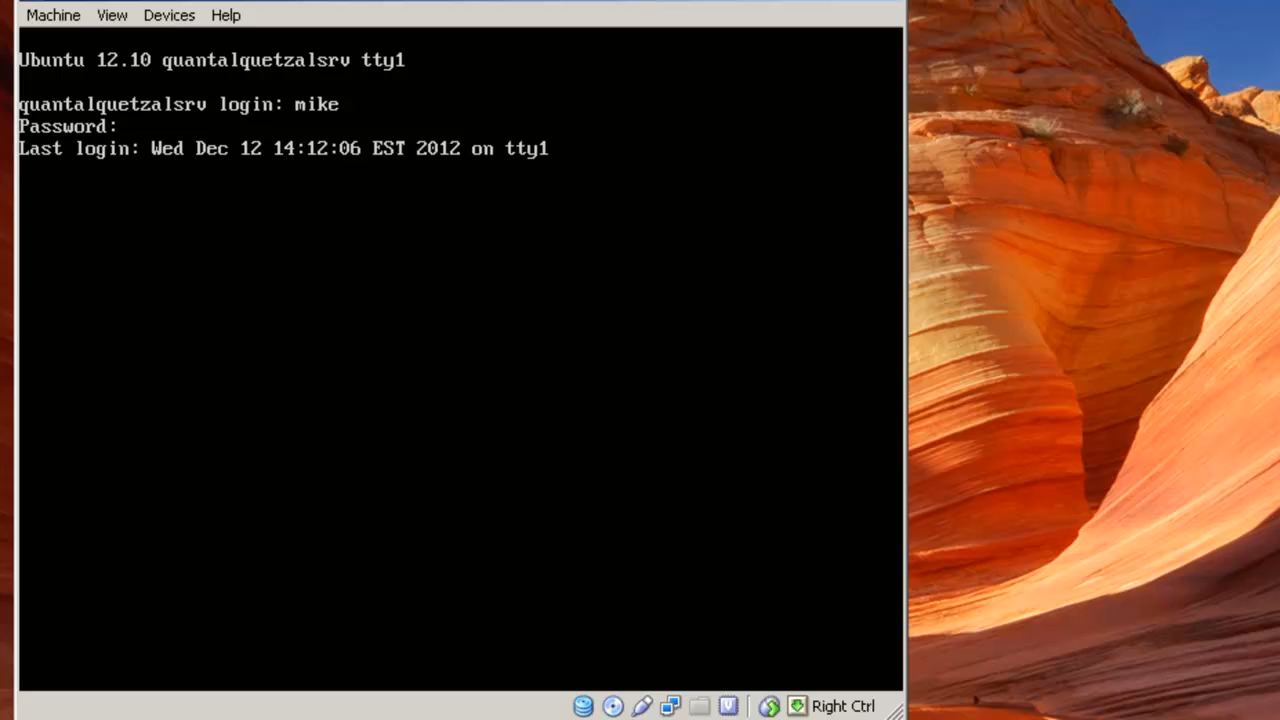 Machine View Devices Help
Ubuntu 12.10 quantalquetzalsrv tty1
quantalquetzalsrv login: mike
Password:
Last login: Wed Dec 12 14:12:06 EST 2012 on tty1
Right Ctrl